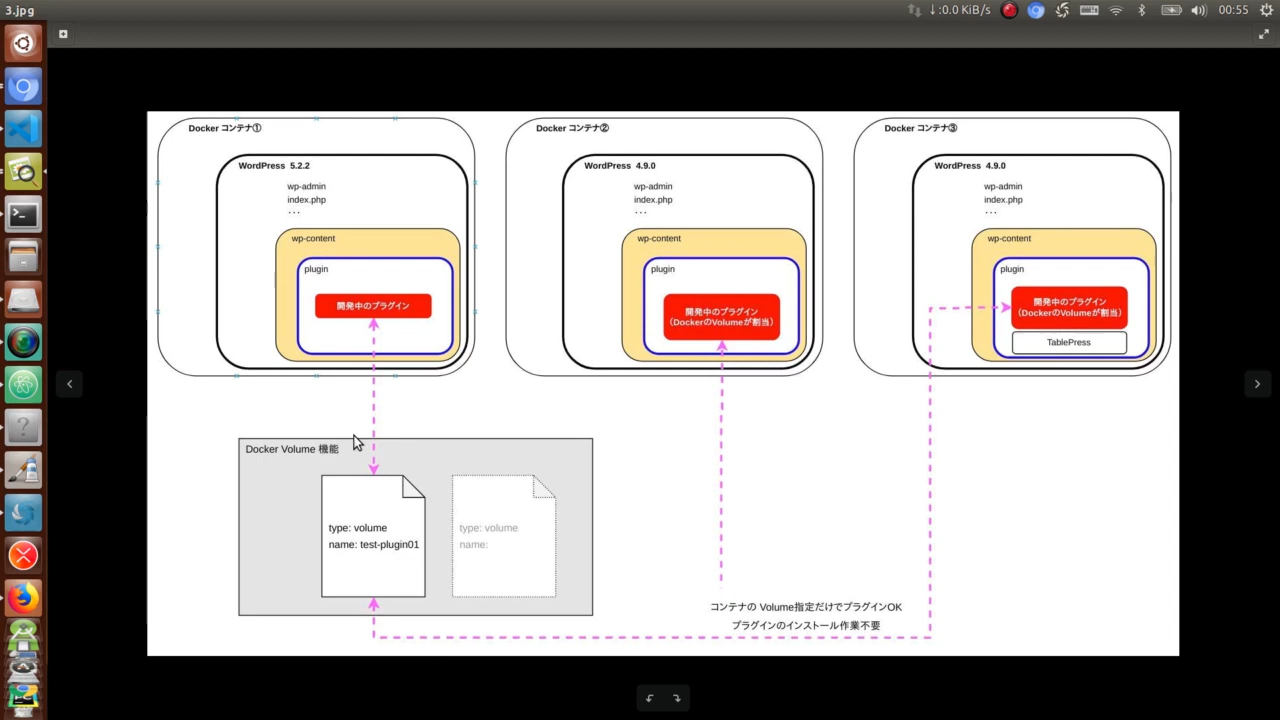 3.jpg
↓:0.0 KiB/s
00:55
Docker コンテナ①
WordPress 5.2.2
wp-admin
index.php
・・・
wp-content
plugin
開発中のプラグイン
Docker コンテナ②
WordPress 4.9.0
wp-admin
index.php
・・・
wp-content
plugin
開発中のプラグイン
（DockerのVolumeが割当）
Docker コンテナ③
WordPress 4.9.0
wp-admin
index.php
・・・
wp-content
plugin
開発中のプラグイン
（DockerのVolumeが割当）
TablePress
Docker Volume 機能
type: volume
name: test-plugin01
type: volume
name:
コンテナの Volume指定だけでプラグインOK
プラグインのインストール作業不要